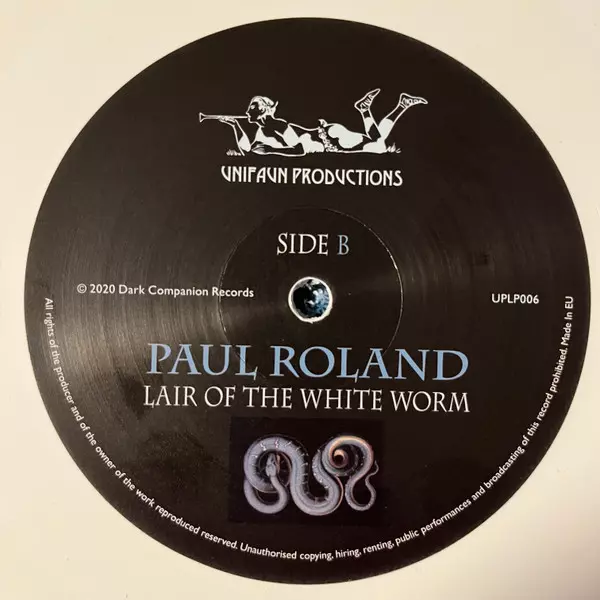 UNIFAUN PRODUCTIONS
SIDE B
© 2020 Dark Companion Records
UPLP006
PAUL ROLAND
LAIR OF THE WHITE WORM
All rights of the producer and of the owner of the work reproduced reserved. Unauthorised copying, hiring, renting, public performances and broadcasting of this record prohibited. Made In EU